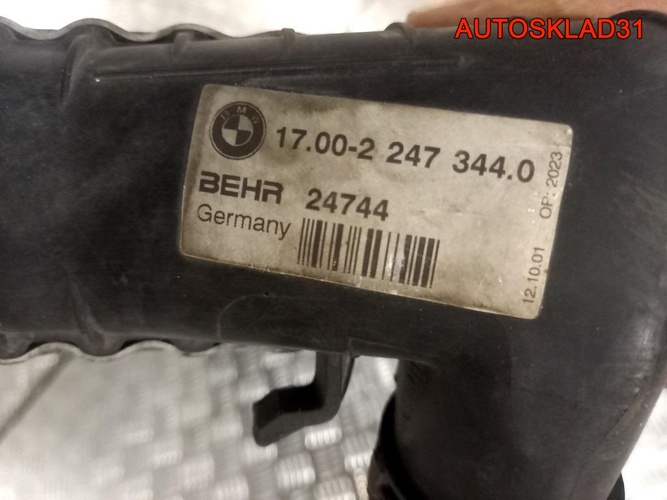 AUTOSKLAD31
BMW
17.00-2 247 344.0
BEHR 24744
Germany
12.10.01 OP: 2023